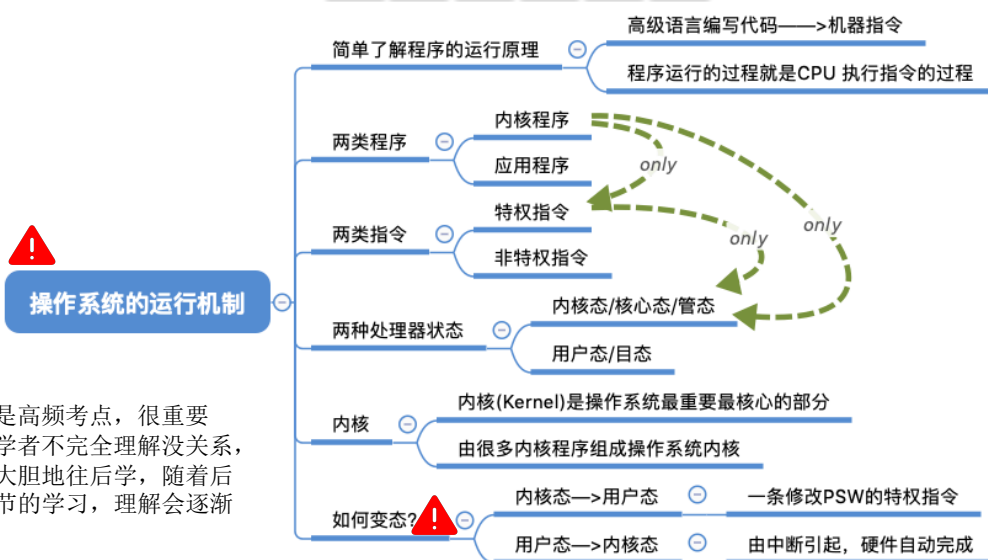 简单了解程序的运行原理
高级语言编写代码——>机器指令
程序运行的过程就是CPU 执行指令的过程
两类程序
内核程序
应用程序
only
两类指令
特权指令
非特权指令
only
only
操作系统的运行机制
两种处理器状态
内核态/核心态/管态
用户态/目态
是高频考点，很重要
学者不完全理解没关系，
大胆地往后学，随着后
节的学习，理解会逐渐
内核
内核(Kernel)是操作系统最重要最核心的部分
由很多内核程序组成操作系统内核
如何变态?
内核态—>用户态
一条修改PSW的特权指令
用户态—>内核态
由中断引起，硬件自动完成